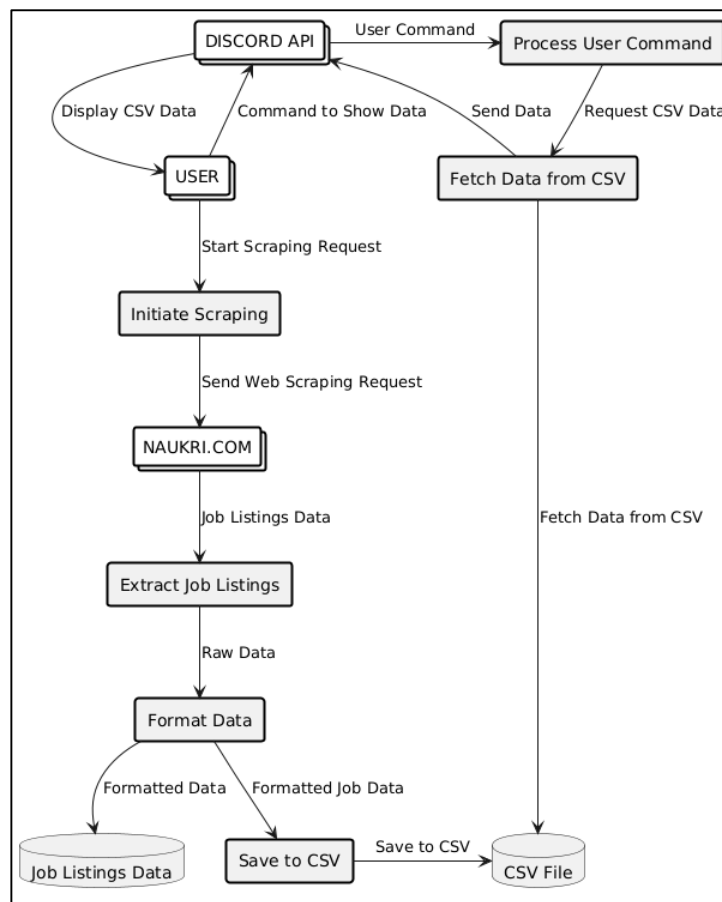 DISCORD API
User Command
Process User Command
Display CSV Data
Command to Show Data
Send Data
Request CSV Data
USER
Fetch Data from CSV
Start Scraping Request
Initiate Scraping
Send Web Scraping Request
NAUKRI.COM
Job Listings Data
Fetch Data from CSV
Extract Job Listings
Raw Data
Format Data
Formatted Data
Formatted Job Data
Job Listings Data
Save to CSV
Save to CSV
CSV File